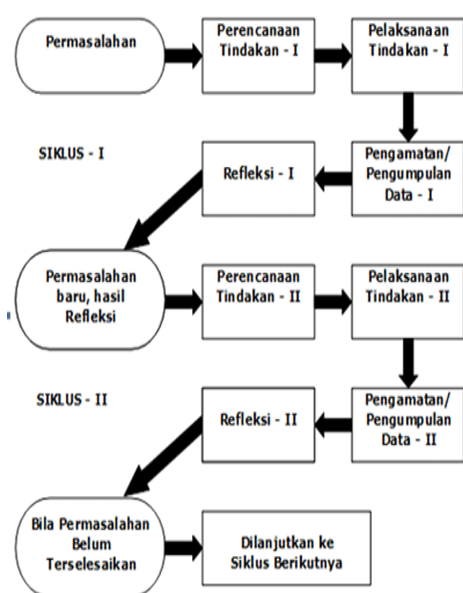 Permasalahan
Perencanaan
Tindakan - I
Pelaksanaan
Tindakan - I
SIKLUS - I
Refleksi - I
Pengamatan/
Pengumpulan
Data - I
Permasalahan
baru, hasil
Refleksi
Perencanaan
Tindakan - II
Pelaksanaan
Tindakan - II
SIKLUS - II
Refleksi - II
Pengamatan/
Pengumpulan
Data - II
Bila Permasalahan
Belum
Terselesaikan
Dilanjutkan ke
Siklus Berikutnya